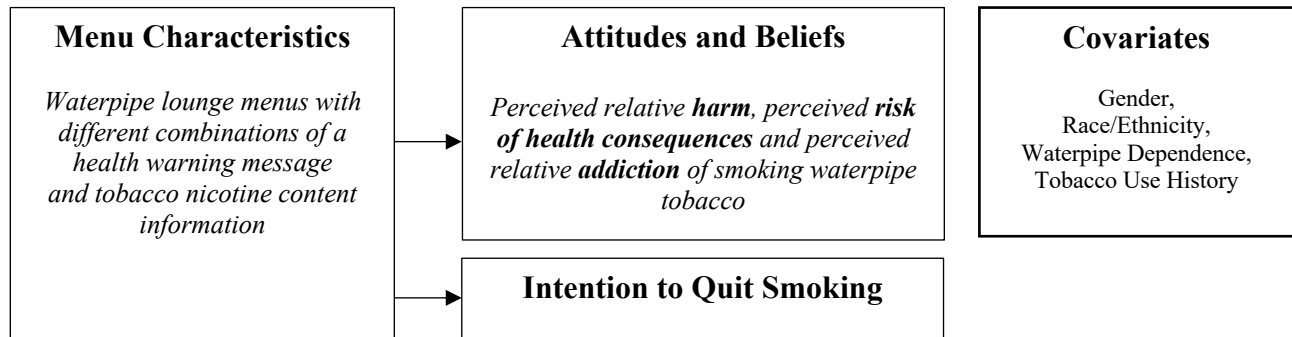 Menu Characteristics
Waterpipe lounge menus with
different combinations of a
health warning message
and tobacco nicotine content
information
Attitudes and Beliefs
Perceived relative harm, perceived risk
of health consequences and perceived
relative addiction of smoking waterpipe
tobacco
Intention to Quit Smoking
Covariates
Gender,
Race/Ethnicity,
Waterpipe Dependence,
Tobacco Use History